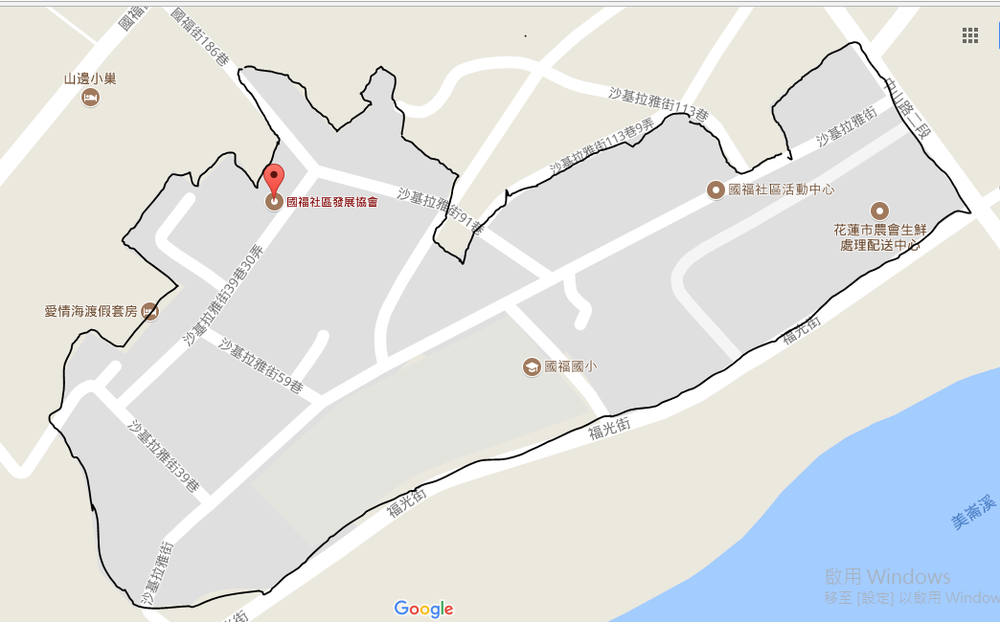 國福街
國福街186巷
山邊小巢
沙基拉雅街113巷
中山路二段
沙基拉雅街
沙基拉雅街113巷9弄
國福社區活動中心
國福社區發展協會
沙基拉雅街91巷
花蓮市農會生鮮
處理配送中心
沙基拉雅街39巷30弄
愛情海渡假套房
福光街
沙基拉雅街59巷
國福國小
福光街
沙基拉雅街39巷
福光街
美崙溪
沙基拉雅街
啟用 Windows
移至 [設定] 以啟用 Window
Google
街